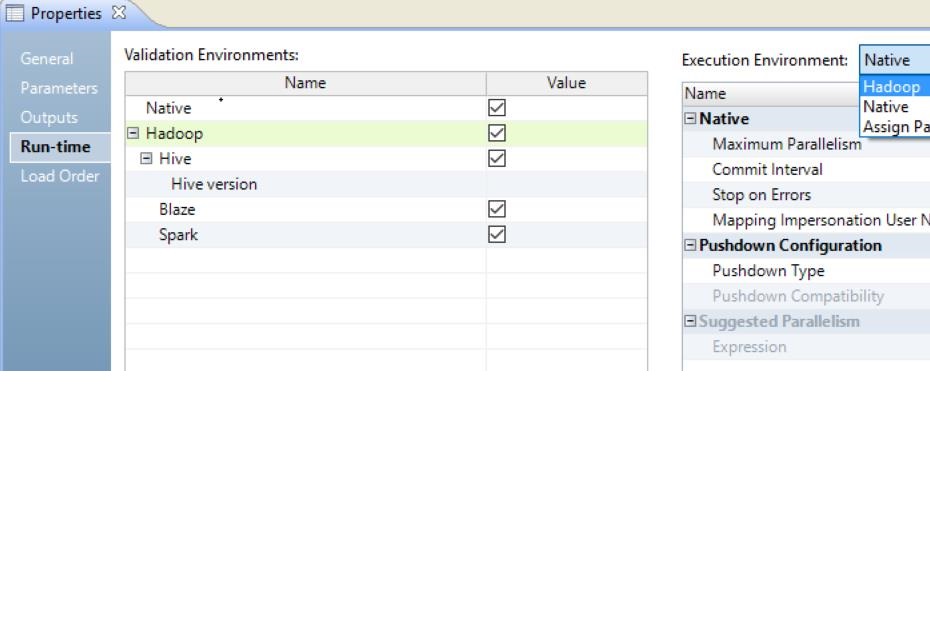 Properties
General
Parameters
Outputs
Run-time
Load Order
Validation Environments:
Name Value
Native
Hadoop
Hive
Hive version
Blaze
Spark
Execution Environment: Native
Hadoop
Native
Assign Pa
Name
Native
Maximum Parallelism
Commit Interval
Stop on Errors
Mapping Impersonation User N
Pushdown Configuration
Pushdown Type
Pushdown Compatibility
Suggested Parallelism
Expression